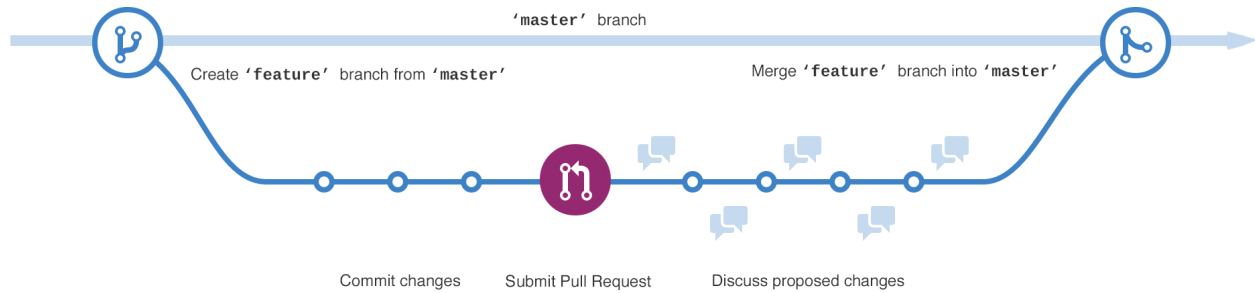 ‘master’ branch
Create ‘feature’ branch from ‘master’
Merge ‘feature’ branch into ‘master’
Commit changes
Submit Pull Request
Discuss proposed changes